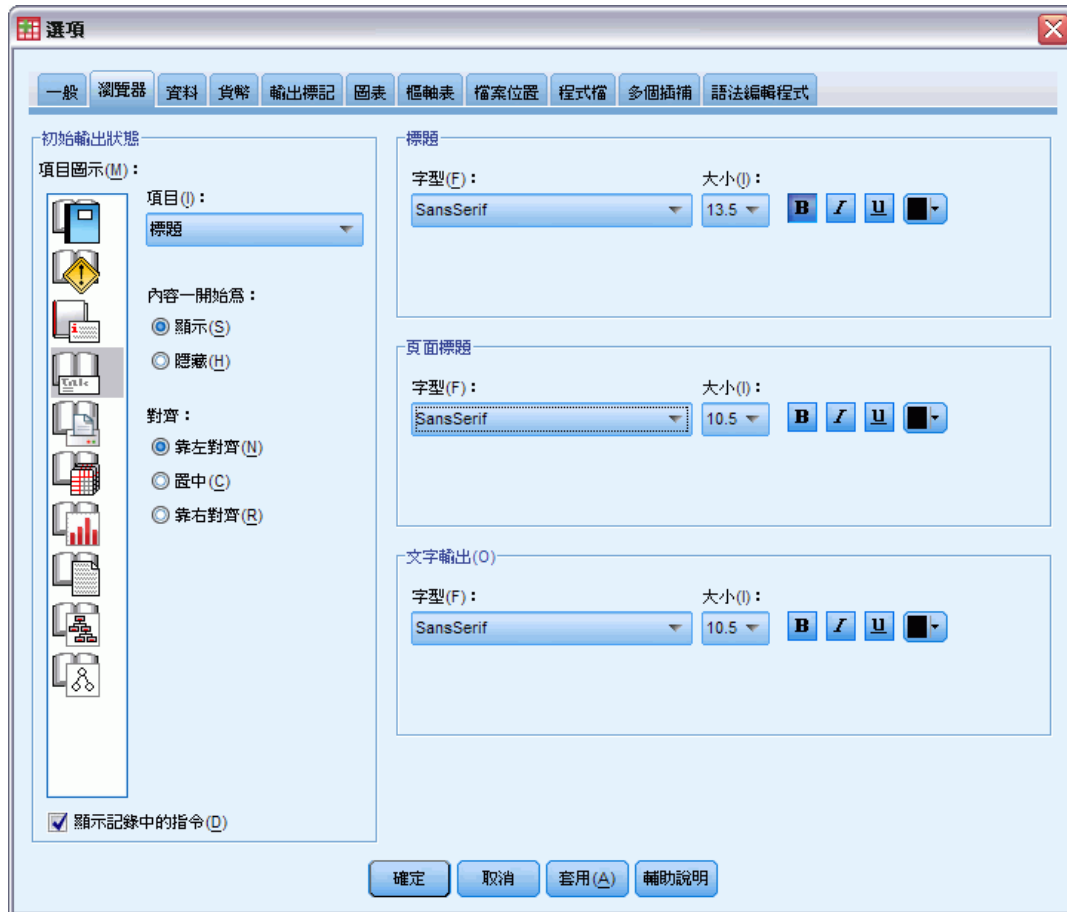 選項
一般 瀏覽器 資料 貨幣 輸出標記 圖表 樞軸表 檔案位置 程式檔 多個插補 語法編輯程式
初始輸出狀態
項目圖示(M)：
項目(I)：
標題
內容一開始為：
顯示(S)
隱藏(H)
對齊：
靠左對齊(N)
置中(C)
靠右對齊(R)
顯示記錄中的指令(D)
標題
字型(F)： 大小(I)：
SansSerif 13.5 B I U
頁面標題
字型(F)： 大小(I)：
SansSerif 10.5 B I U
文字輸出(O)
字型(F)： 大小(I)：
SansSerif 10.5 B I U
確定 取消 套用(A) 輔助說明